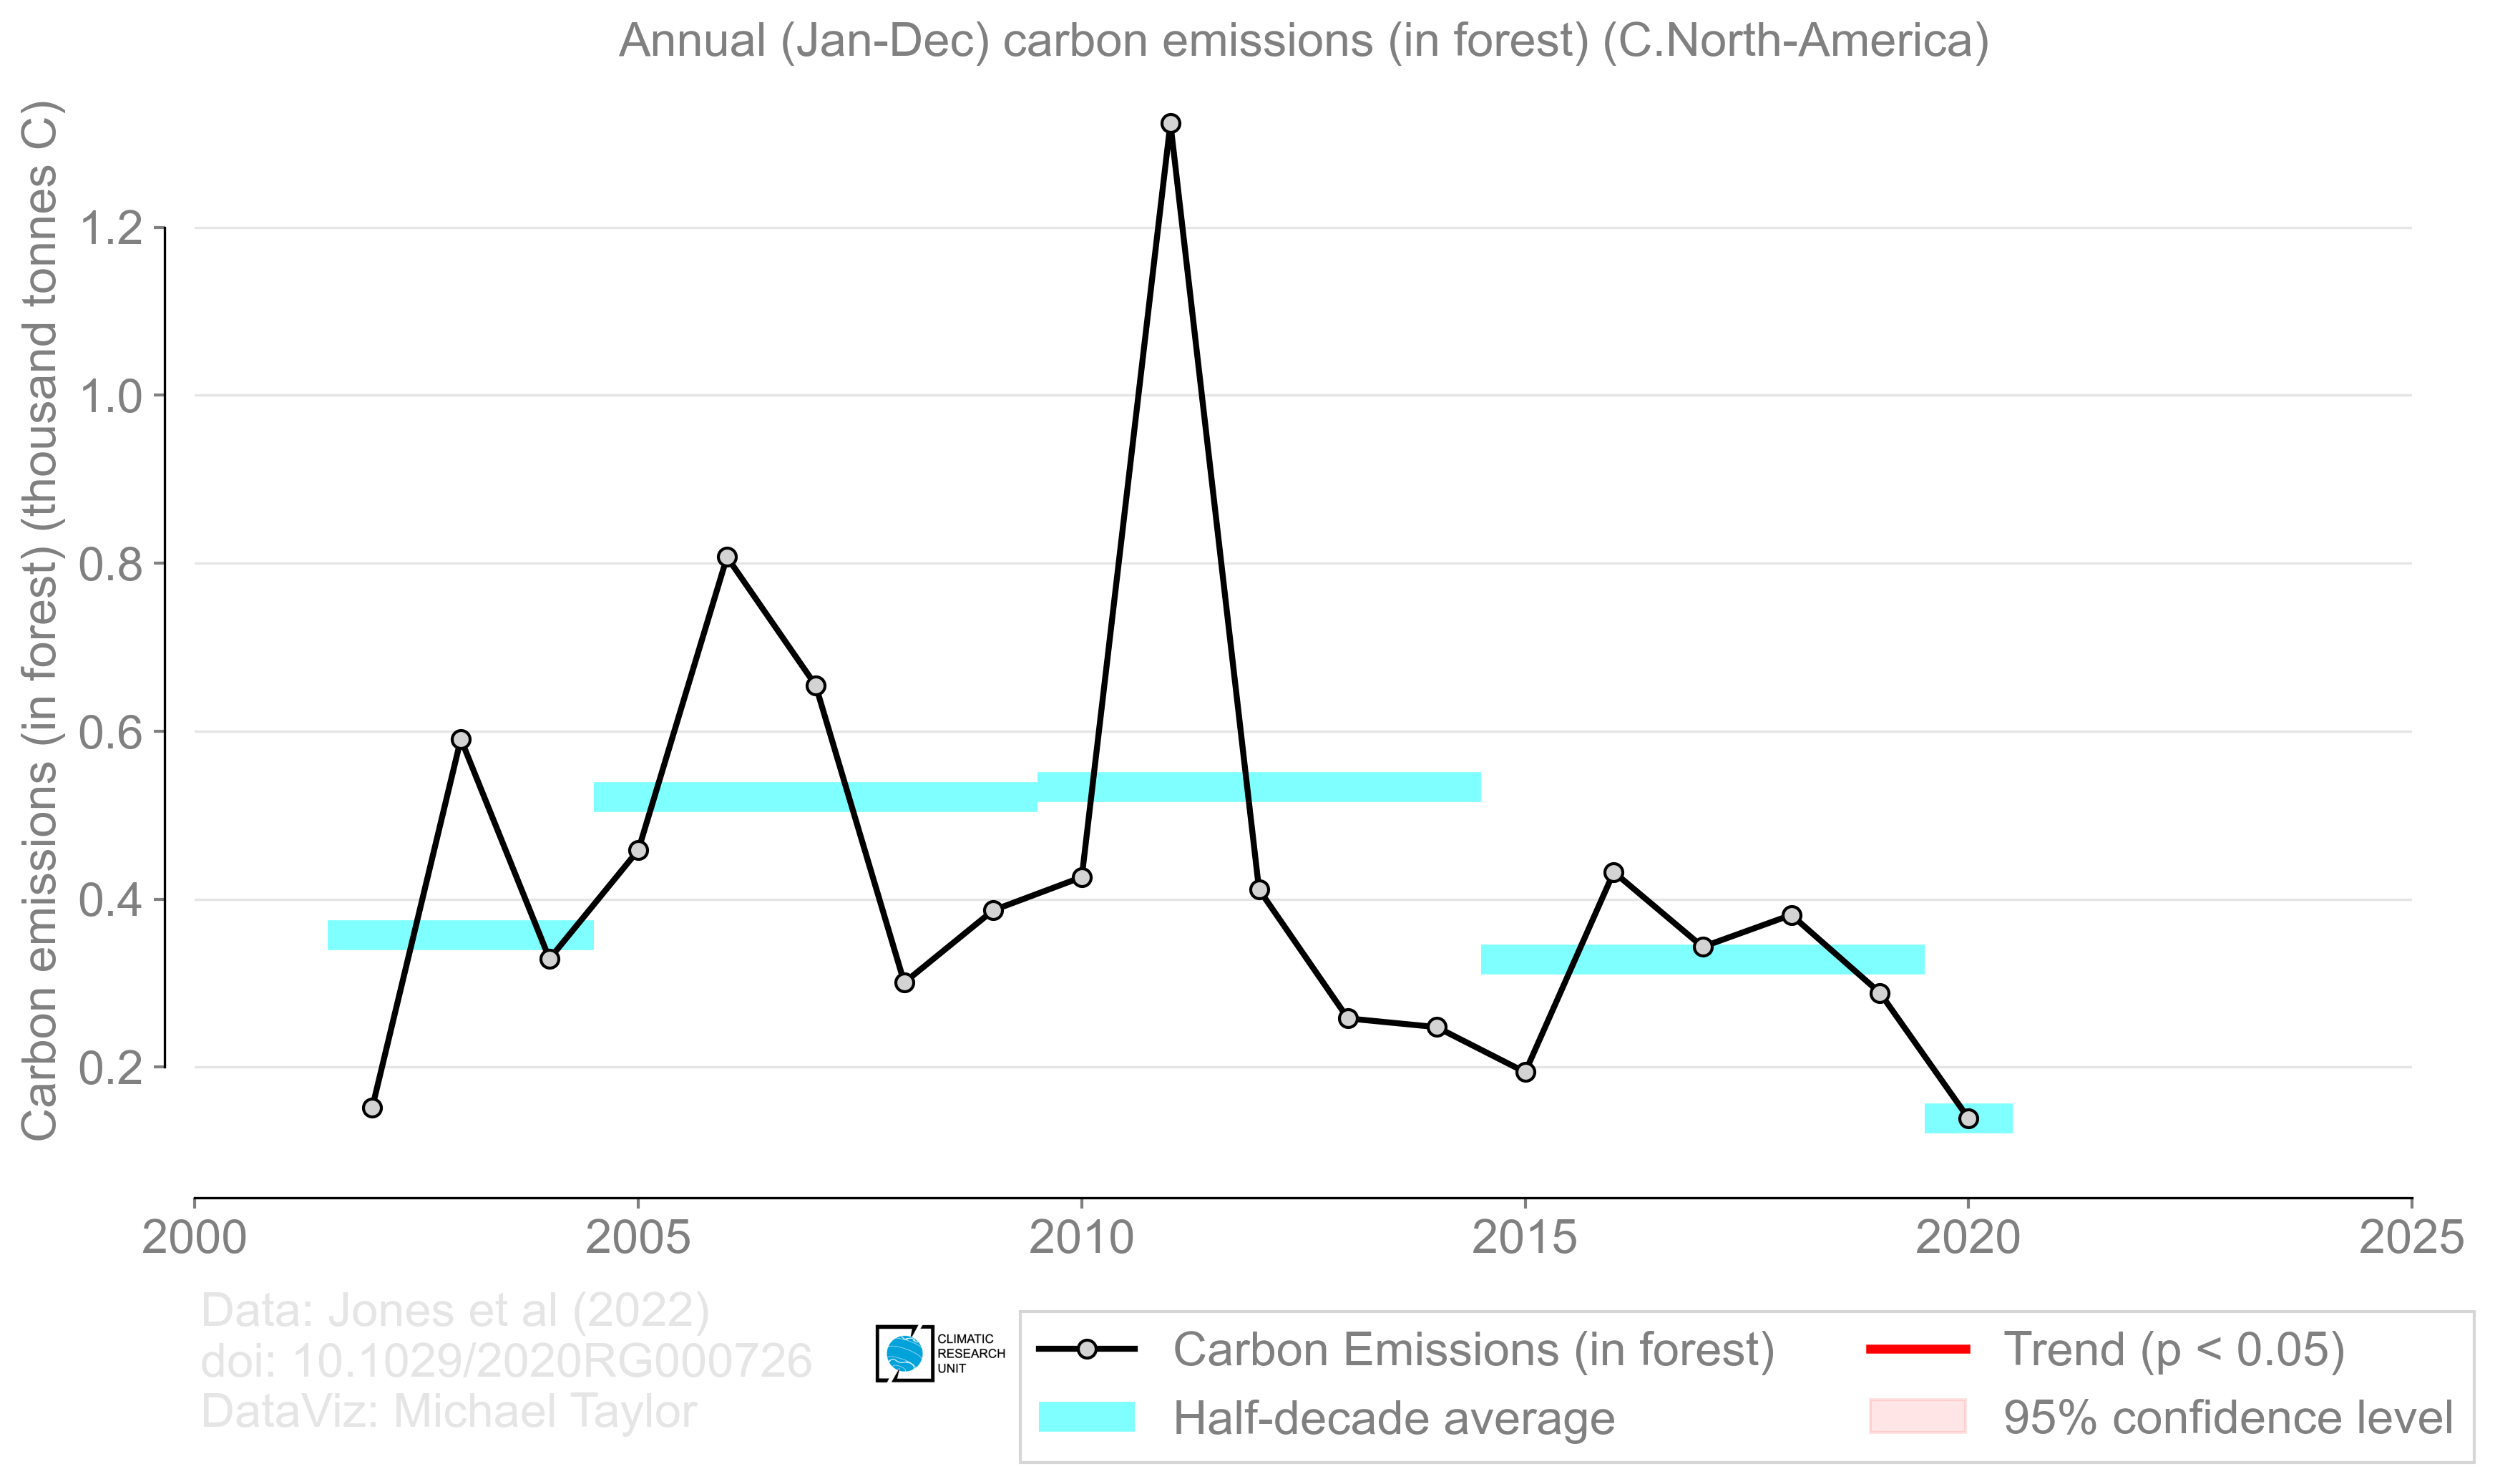 Annual (Jan-Dec) carbon emissions (in forest) (C.North-America)
Carbon emissions (in forest) (thousand tonnes C)
1.2
1.0
0.8
0.6
0.4
0.2
2000 2005 2010 2015 2020 2025
Data: Jones et al (2022)
doi: 10.1029/2020RG000726
DataViz: Michael Taylor
CLIMATIC
RESEARCH
UNIT
Carbon Emissions (in forest)
Half-decade average
Trend (p < 0.05)
95% confidence level